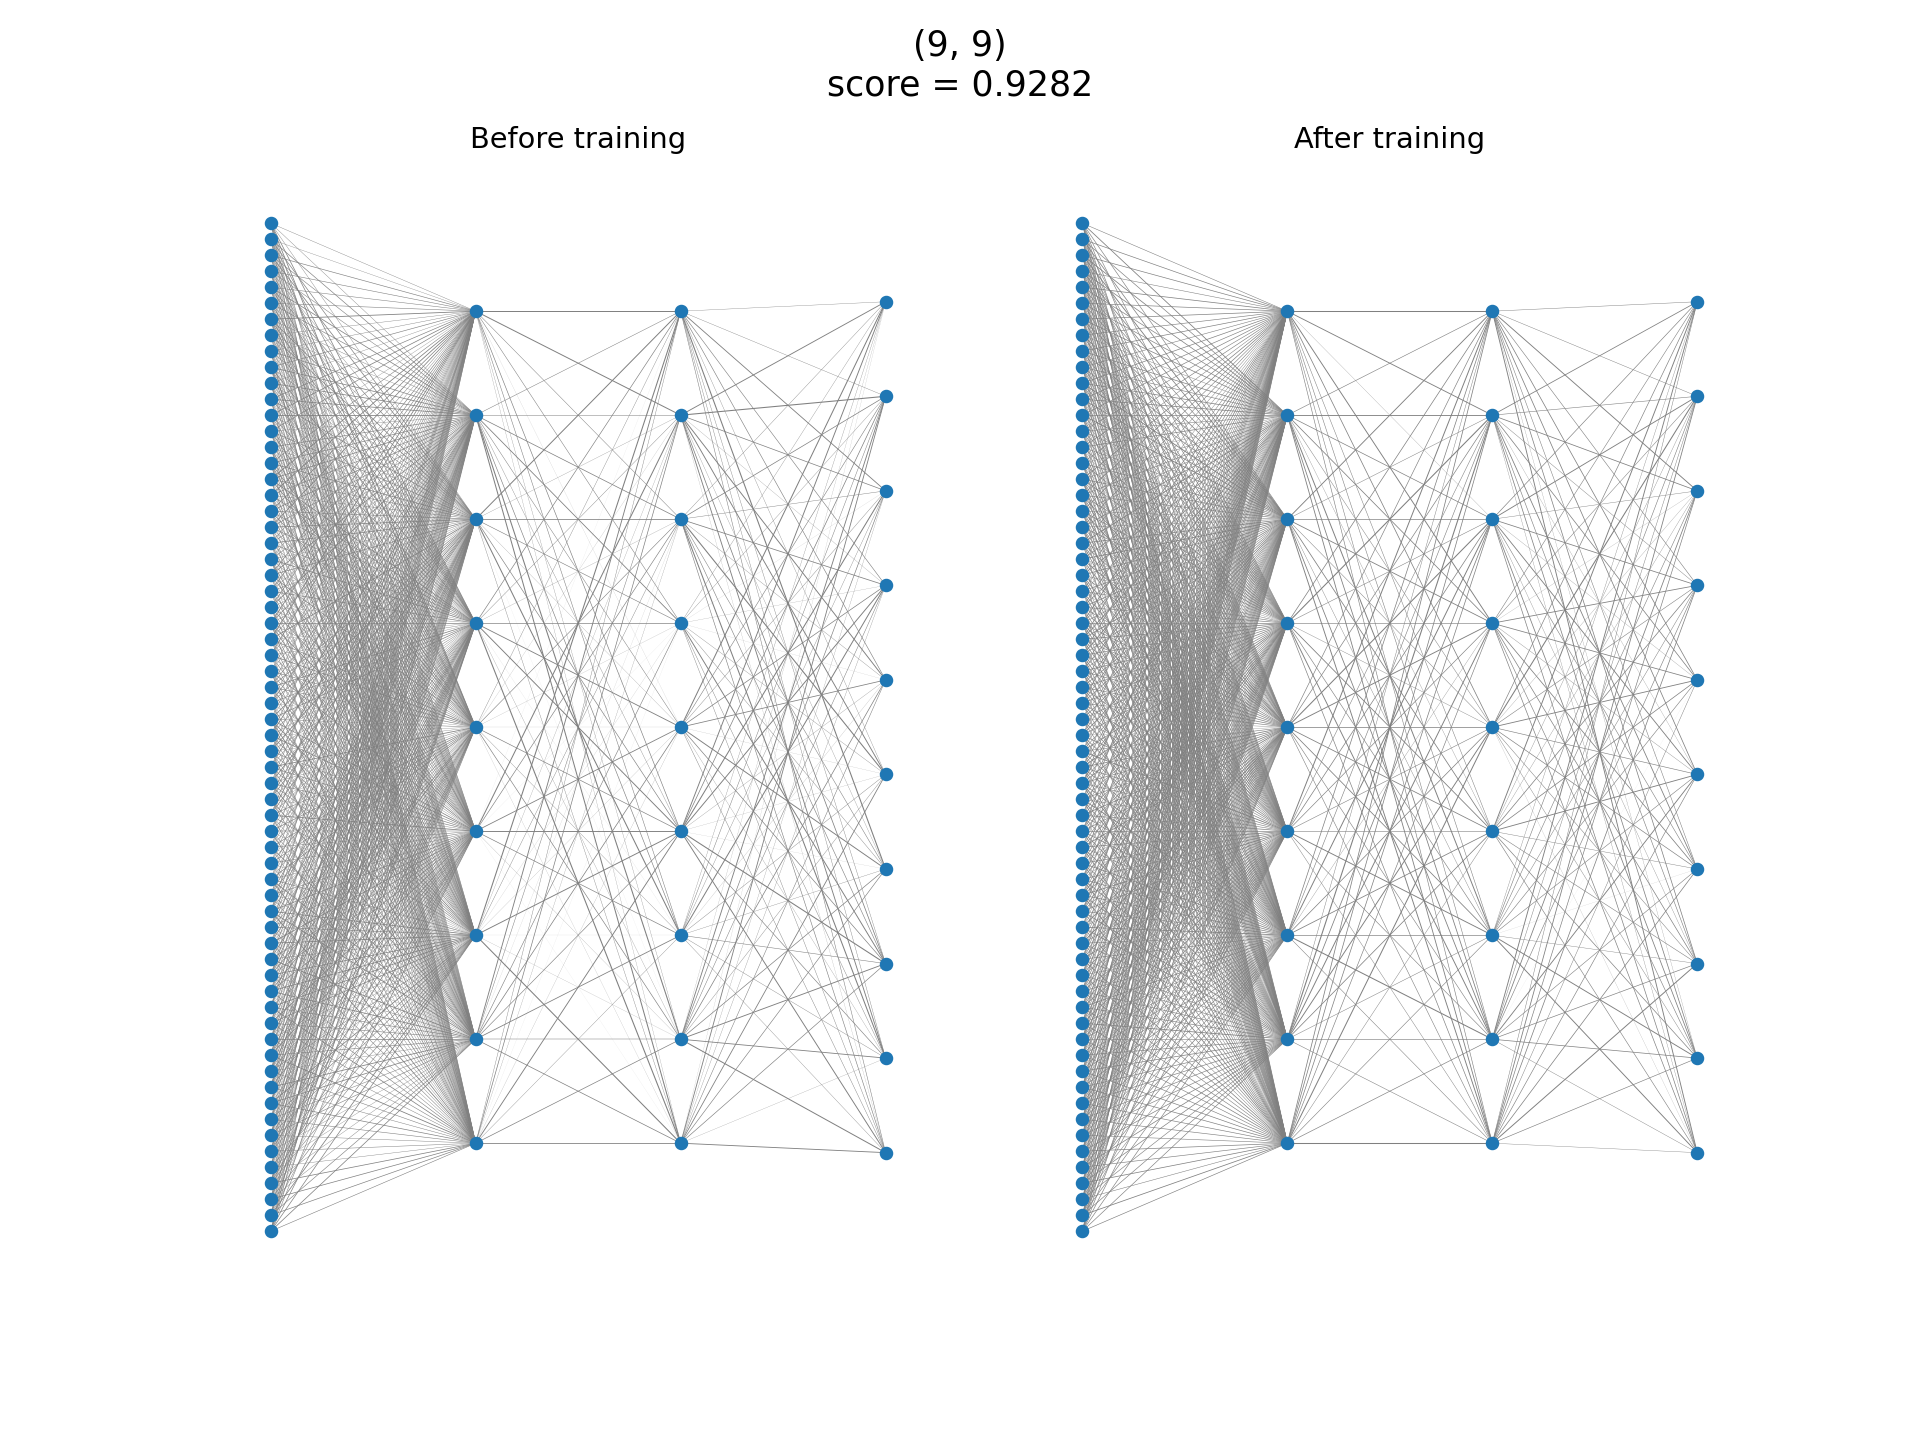 (9, 9)
score = 0.9282
Before training
After training